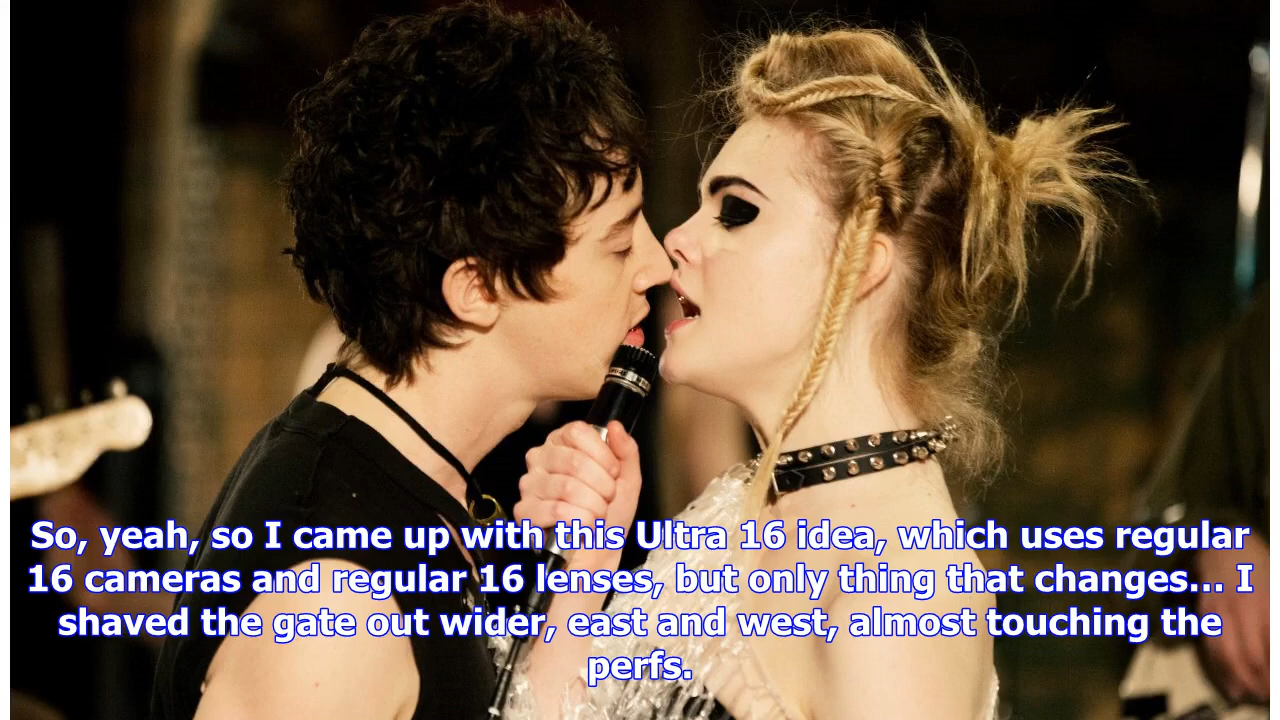 So, yeah, so I came up with this Ultra 16 idea, which uses regular
16 cameras and regular 16 lenses, but only thing that changes... I
shaved the gate out wider, east and west, almost touching the
perfs.